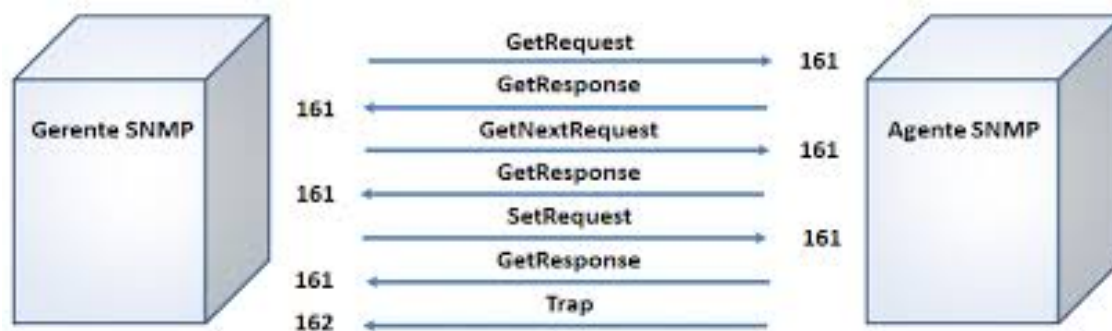 GetRequest
161
GetResponse
161
Gerente SNMP
GetNextRequest
Agente SNMP
161
GetResponse
161
SetRequest
161
GetResponse
161
Trap
162